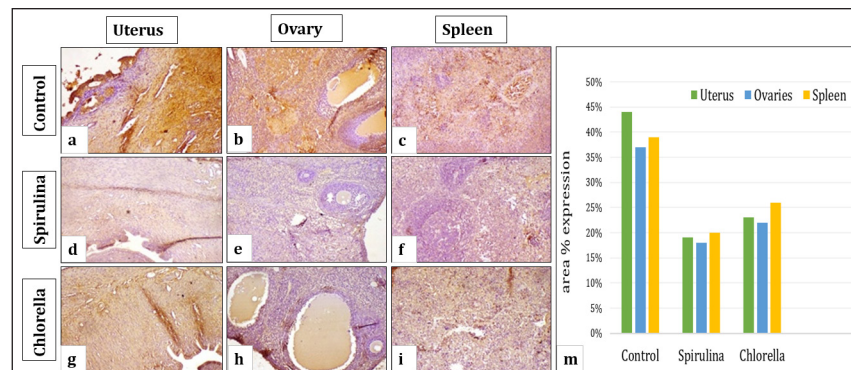 Uterus Ovary Spleen
Control
a b c
Spirulina
d e f
Chlorella
g h i
m
area % expression
50%
45%
40%
35%
30%
25%
20%
15%
10%
5%
0%
Uterus Ovaries Spleen
Control Spirulina Chlorella